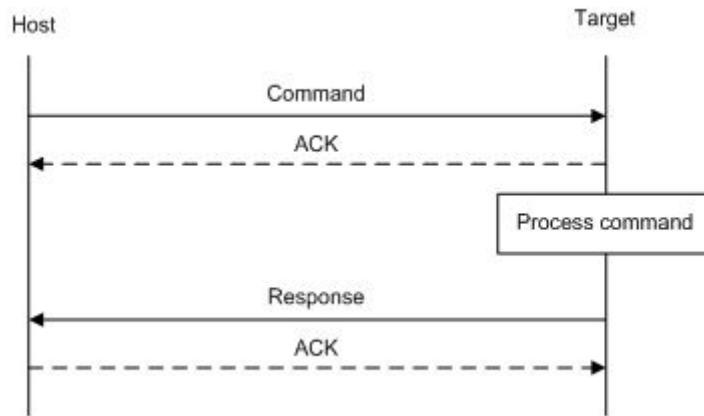 Host
Target
Command
ACK
Process command
Response
ACK